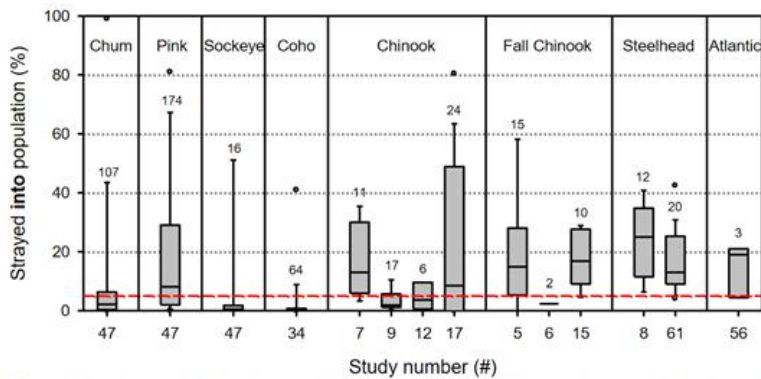 100
Chum Pink Sockeye Coho Chinook Fall Chinook Steelhead Atlantic
80
174
24
60
107 16 15
40
11 12
64 17 6 10 20
20
2 3
0
47 47 47 34 7 9 12 17 5 6 15 8 61 56
Strayed into population (%)
Study number (#)